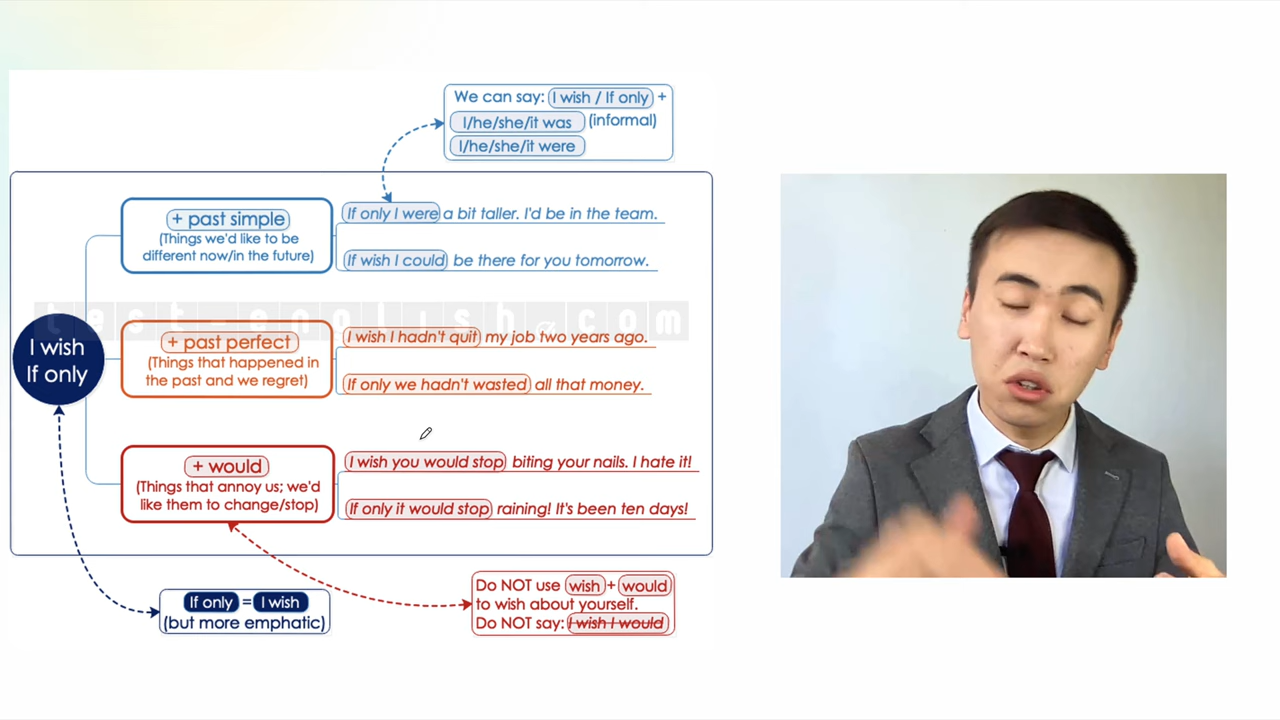 We can say: I wish / If only +
I/he/she/it was (informal)
I/he/she/it were
+ past simple
(Things we'd like to be
different now/in the future)
If only I were a bit taller. I'd be in the team.
If wish I could be there for you tomorrow.
test-english.com
I wish
If only
+ past perfect
(Things that happened in
the past and we regret)
I wish I hadn't quit my job two years ago.
If only we hadn't wasted all that money.
+ would
(Things that annoy us; we'd
like them to change/stop)
I wish you would stop biting your nails. I hate it!
If only it would stop raining! It's been ten days!
If only = I wish
(but more emphatic)
Do NOT use wish + would
to wish about yourself.
Do NOT say: I wish I would